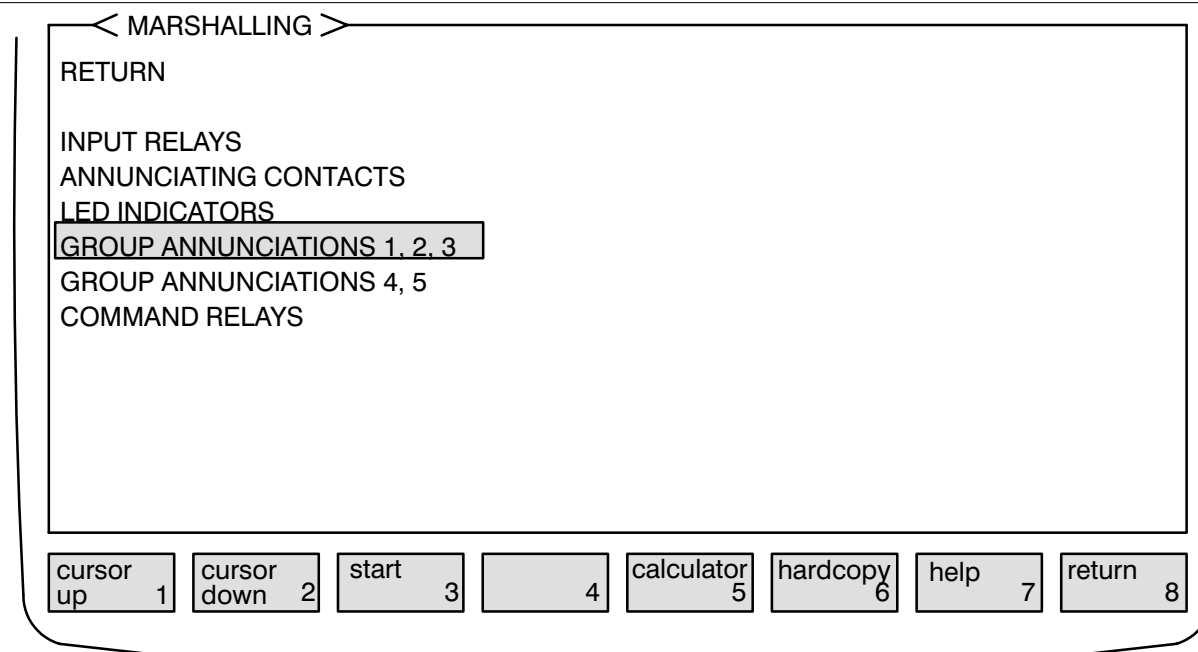 < MARSHALLING >
RETURN
INPUT RELAYS
ANNUNCIATING CONTACTS
LED INDICATORS
GROUP ANNUNCIATIONS 1, 2, 3
GROUP ANNUNCIATIONS 4, 5
COMMAND RELAYS
cursor up 1
cursor down 2
start 3
4
calculator 5
hardcopy 6
help 7
return 8